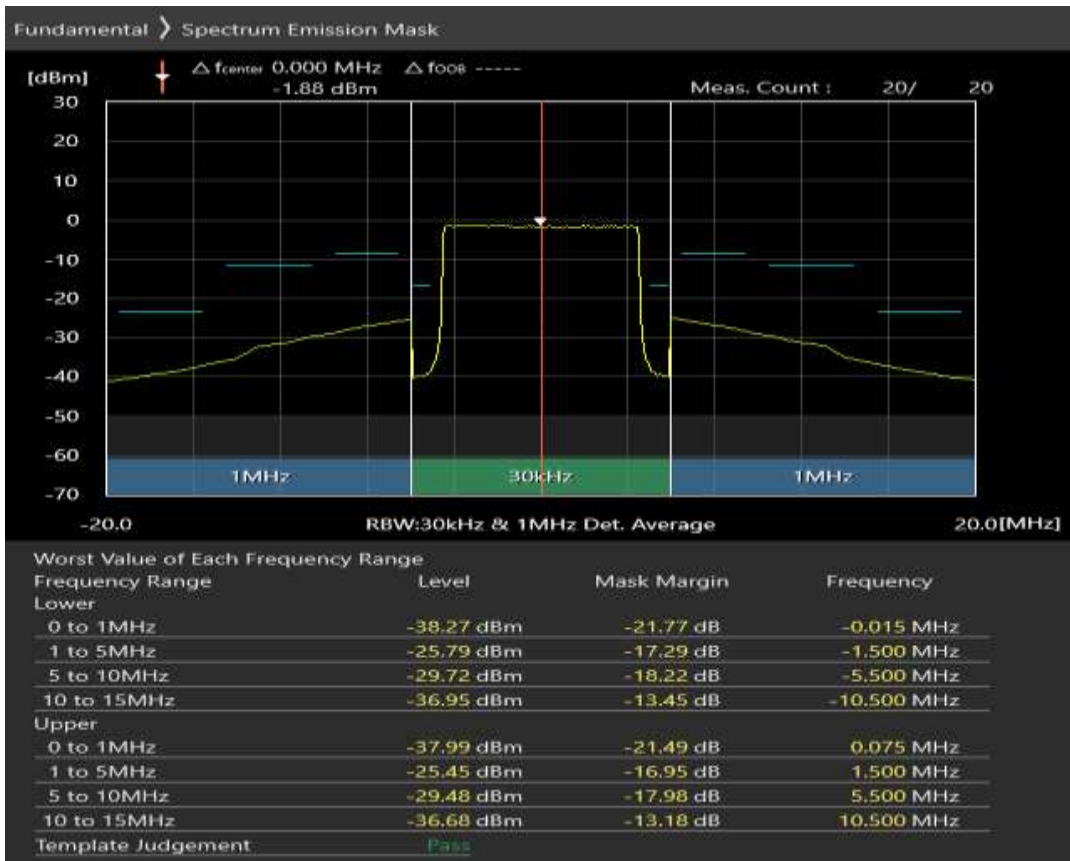 Fundamental ❯ Spectrum Emission Mask
[dBm] △ fcenter 0.000 MHz △ fOOB -----
-1.88 dBm Meas. Count : 20/ 20
30
20
10
0
-10
-20
-30
-40
-50
-60
1MHz 30kHz 1MHz
-70
-20.0 RBW:30kHz & 1MHz Det. Average 20.0[MHz]
Worst Value of Each Frequency Range
Frequency Range Level Mask Margin Frequency
Lower
0 to 1MHz -38.27 dBm -21.77 dB -0.015 MHz
1 to 5MHz -25.79 dBm -17.29 dB -1.500 MHz
5 to 10MHz -29.72 dBm -18.22 dB -5.500 MHz
10 to 15MHz -36.95 dBm -13.45 dB -10.500 MHz
Upper
0 to 1MHz -37.99 dBm -21.49 dB 0.075 MHz
1 to 5MHz -25.45 dBm -16.95 dB 1.500 MHz
5 to 10MHz -29.48 dBm -17.98 dB 5.500 MHz
10 to 15MHz -36.68 dBm -13.18 dB 10.500 MHz
Template Judgement Pass